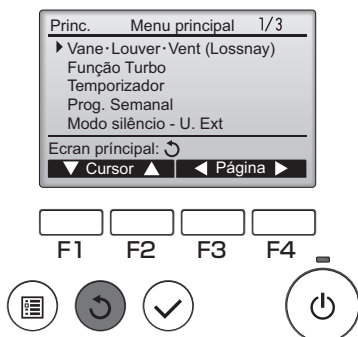 Princ. Menu principal 1/3
Vane·Louver·Vent (Lossnay)
Função Turbo
Temporizador
Prog. Semanal
Modo silêncio - U. Ext
Ecran príncipal:
Cursor Página
F1 F2 F3 F4